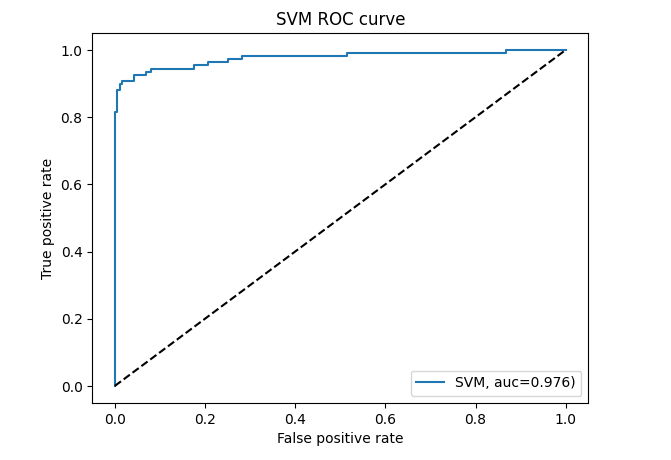 SVM ROC curve
1.0
0.8
0.6
0.4
0.2
0.0
True positive rate
SVM, auc=0.976)
0.0 0.2 0.4 0.6 0.8 1.0
False positive rate